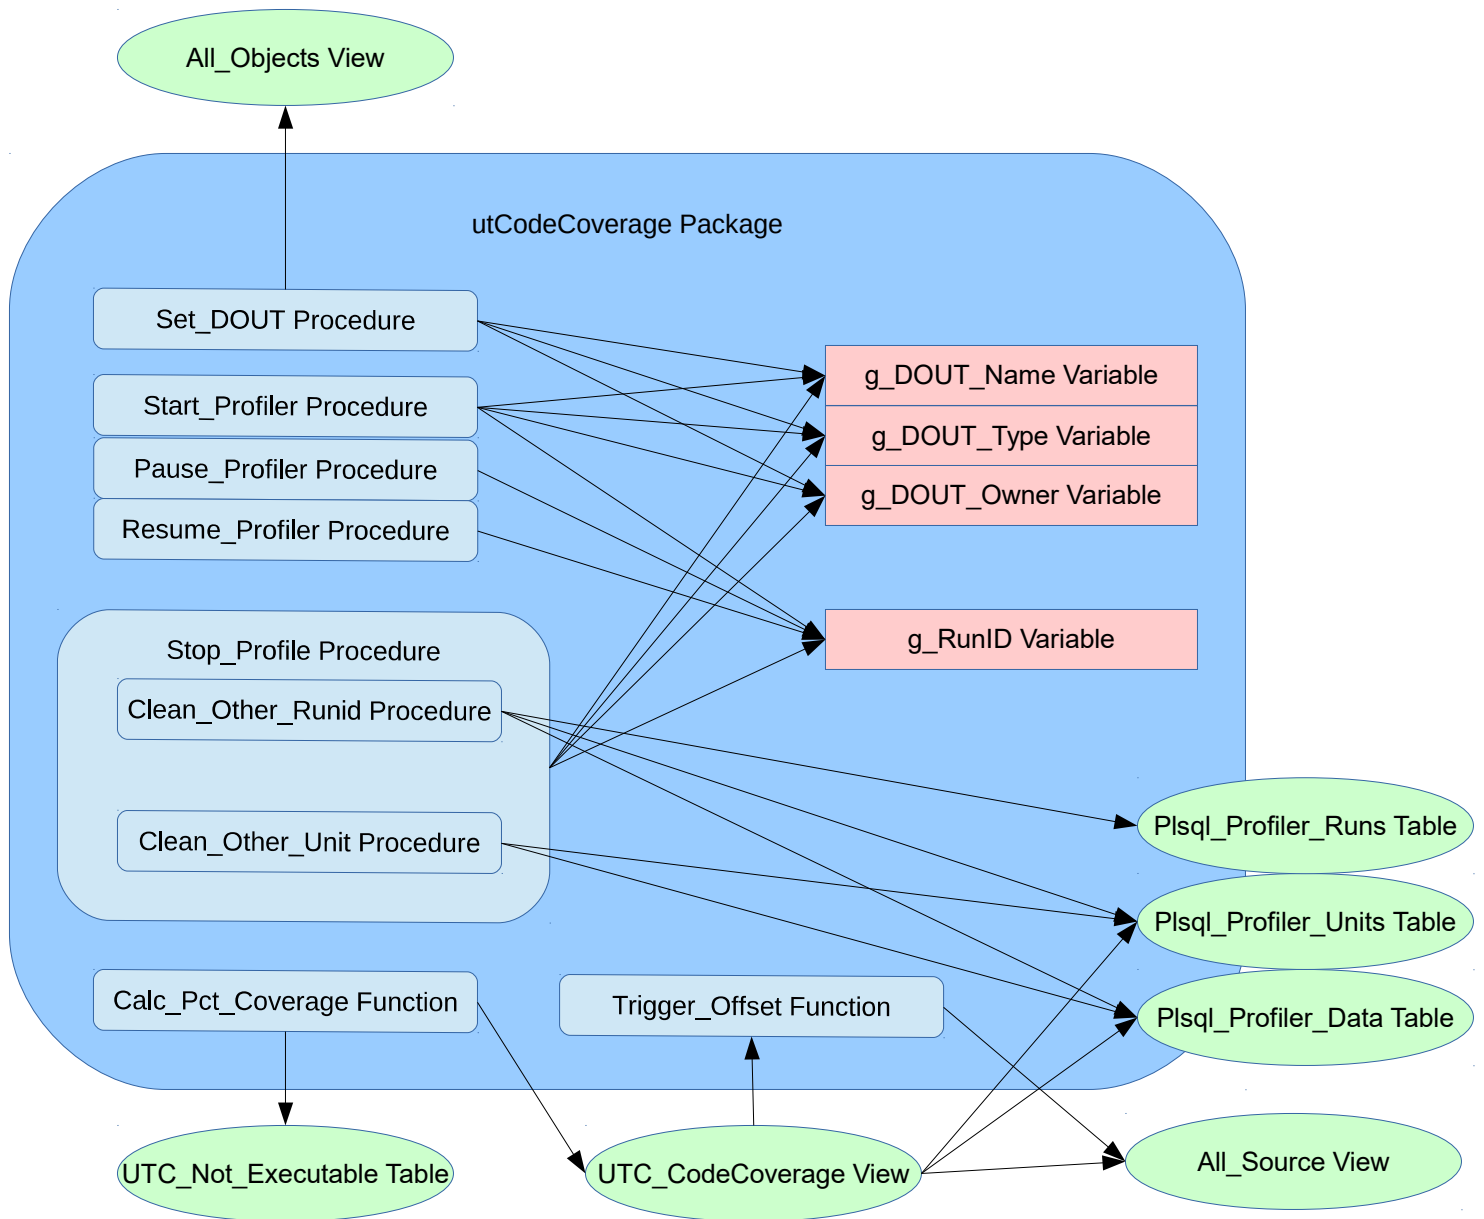 All_Objects View
utCodeCoverage Package
Set_DOUT Procedure
Start_Profiler Procedure
Pause_Profiler Procedure
Resume_Profiler Procedure
g_DOUT_Name Variable
g_DOUT_Type Variable
g_DOUT_Owner Variable
g_RunID Variable
Stop_Profile Procedure
Clean_Other_Runid Procedure
Clean_Other_Unit Procedure
Plsql_Profiler_Runs Table
Plsql_Profiler_Units Table
Plsql_Profiler_Data Table
Calc_Pct_Coverage Function
Trigger_Offset Function
UTC_Not_Executable Table
UTC_CodeCoverage View
All_Source View